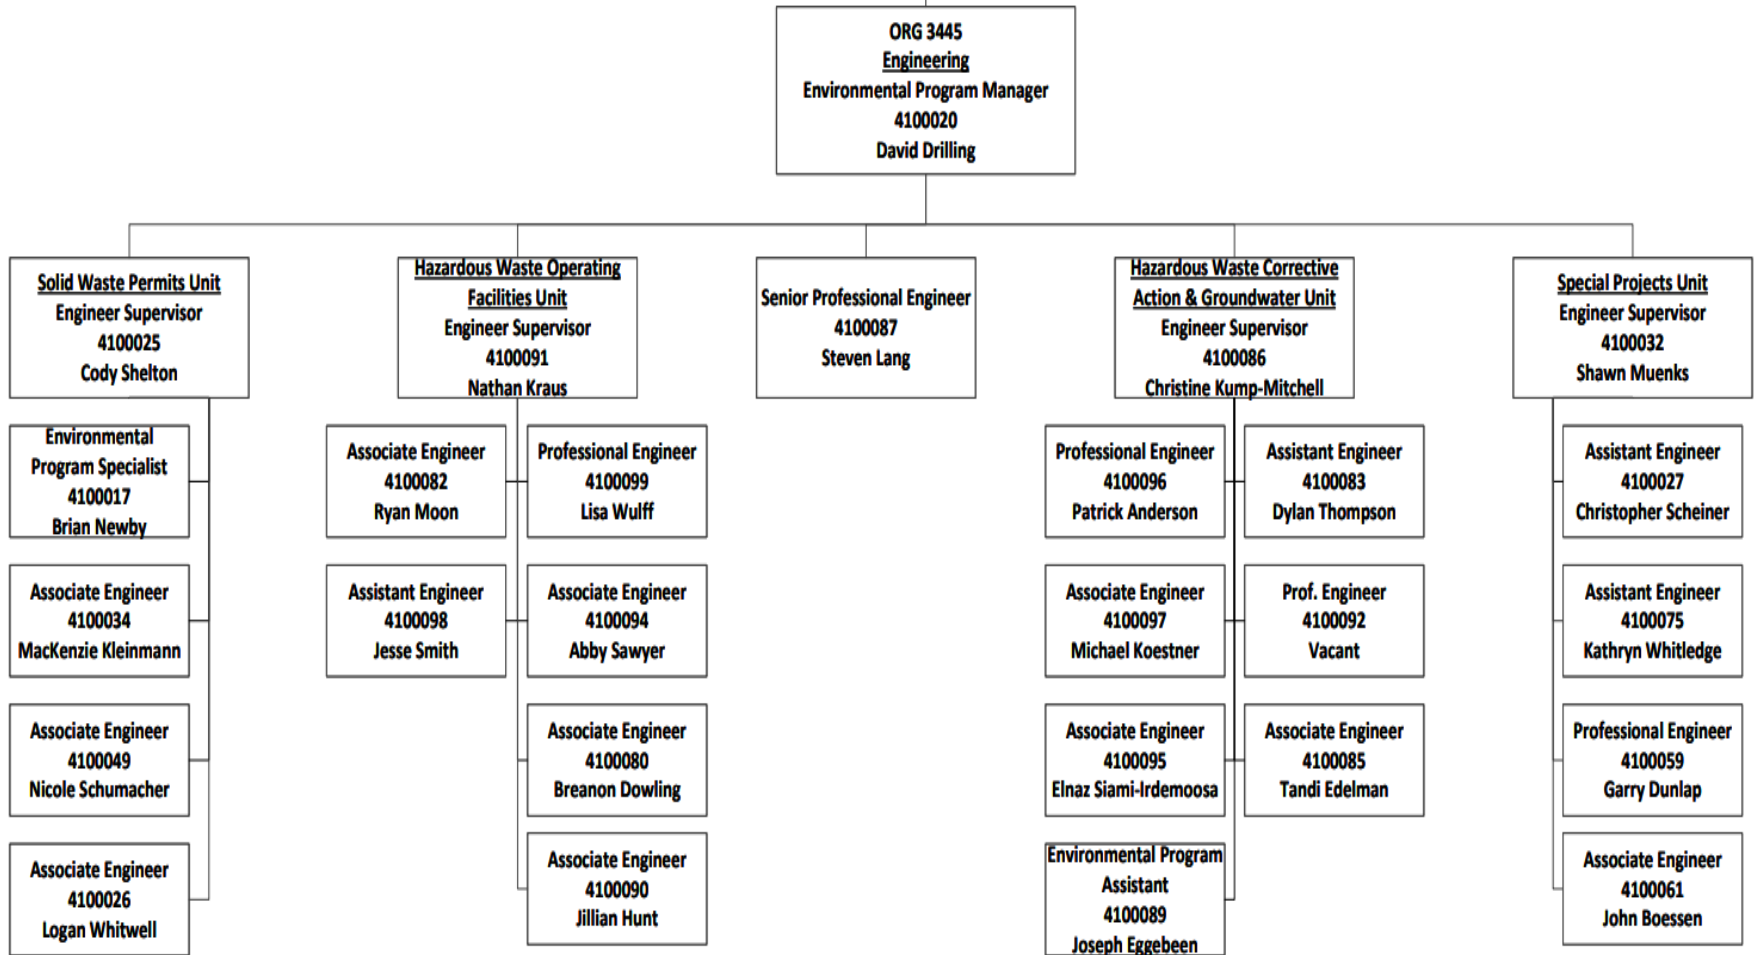 ORG 3445
Engineering
Environmental Program Manager
4100020
David Drilling
Solid Waste Permits Unit
Engineer Supervisor
4100025
Cody Shelton
Hazardous Waste Operating
Facilities Unit
Engineer Supervisor
4100091
Nathan Kraus
Senior Professional Engineer
4100087
Steven Lang
Hazardous Waste Corrective
Action & Groundwater Unit
Engineer Supervisor
4100086
Christine Kump-Mitchell
Special Projects Unit
Engineer Supervisor
4100032
Shawn Muenks
Environmental
Program Specialist
4100017
Brian Newby
Associate Engineer
4100082
Ryan Moon
Professional Engineer
4100099
Lisa Wulff
Professional Engineer
4100096
Patrick Anderson
Assistant Engineer
4100083
Dylan Thompson
Assistant Engineer
4100027
Christopher Scheiner
Associate Engineer
4100034
MacKenzie Kleinmann
Assistant Engineer
4100098
Jesse Smith
Associate Engineer
4100094
Abby Sawyer
Associate Engineer
4100097
Michael Koestner
Prof. Engineer
4100092
Vacant
Assistant Engineer
4100075
Kathryn Whitledge
Associate Engineer
4100049
Nicole Schumacher
Associate Engineer
4100080
Breanon Dowling
Associate Engineer
4100095
Elnaz Siami-Irdemoosa
Associate Engineer
4100085
Tandi Edelman
Professional Engineer
4100059
Garry Dunlap
Associate Engineer
4100026
Logan Whitwell
Associate Engineer
4100090
Jillian Hunt
Environmental Program
Assistant
4100089
Joseph Eggebeen
Associate Engineer
4100061
John Boessen